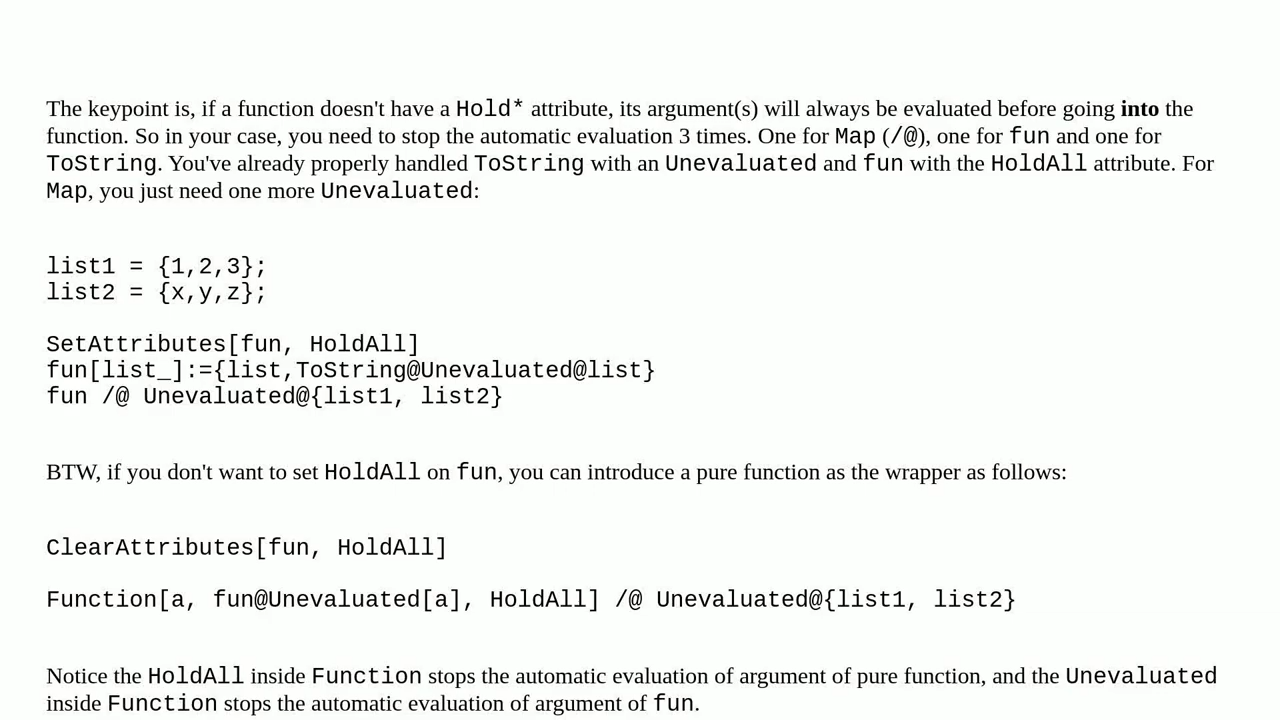 The keypoint is, if a function doesn't have a Hold* attribute, its argument(s) will always be evaluated before going into the
function. So in your case, you need to stop the automatic evaluation 3 times. One for Map (/@), one for fun and one for
ToString. You've already properly handled ToString with an Unevaluated and fun with the HoldAll attribute. For
Map, you just need one more Unevaluated:
list1 = {1,2,3};
list2 = {x,y,z};
SetAttributes[fun, HoldAll]
fun[list_]:={list,ToString@Unevaluated@list}
fun /@ Unevaluated@{list1, list2}
BTW, if you don't want to set HoldAll on fun, you can introduce a pure function as the wrapper as follows:
ClearAttributes[fun, HoldAll]
Function[a, fun@Unevaluated[a], HoldAll] /@ Unevaluated@{list1, list2}
Notice the HoldAll inside Function stops the automatic evaluation of argument of pure function, and the Unevaluated
inside Function stops the automatic evaluation of argument of fun.